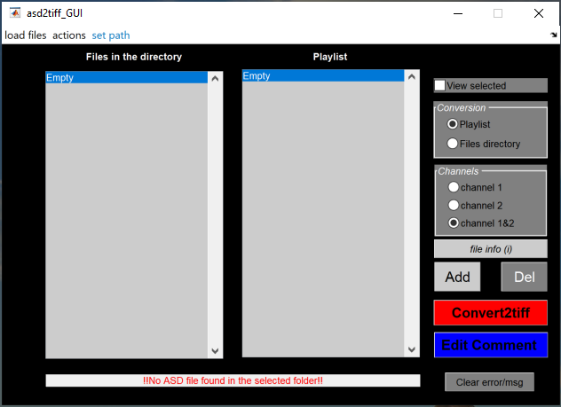 asd2tiff_GUI
load files actions set path
Files in the directory
Playlist
Empty
Empty
View selected
Conversion
Playlist
Files directory
Channels
channel 1
channel 2
channel 1&2
file info (i)
Add
Del
Convert2tiff
Edit Comment
!!No ASD file found in the selected folder!!
Clear error/msg